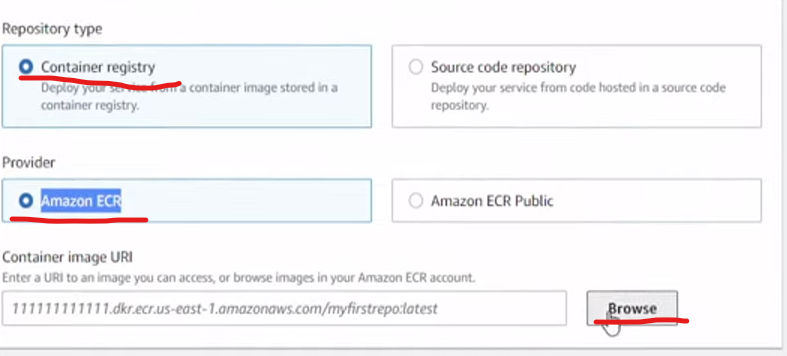 Repository type
Container registry
Deploy your service from a container image stored in a
container registry.
Source code repository
Deploy your service from code hosted in a source code
repository.
Provider
Amazon ECR
Amazon ECR Public
Container image URI
Enter a URI to an image you can access, or browse images in your Amazon ECR account.
111111111111.dkr.ecr.us-east-1.amazonaws.com/myfirstrepo:latest
Browse